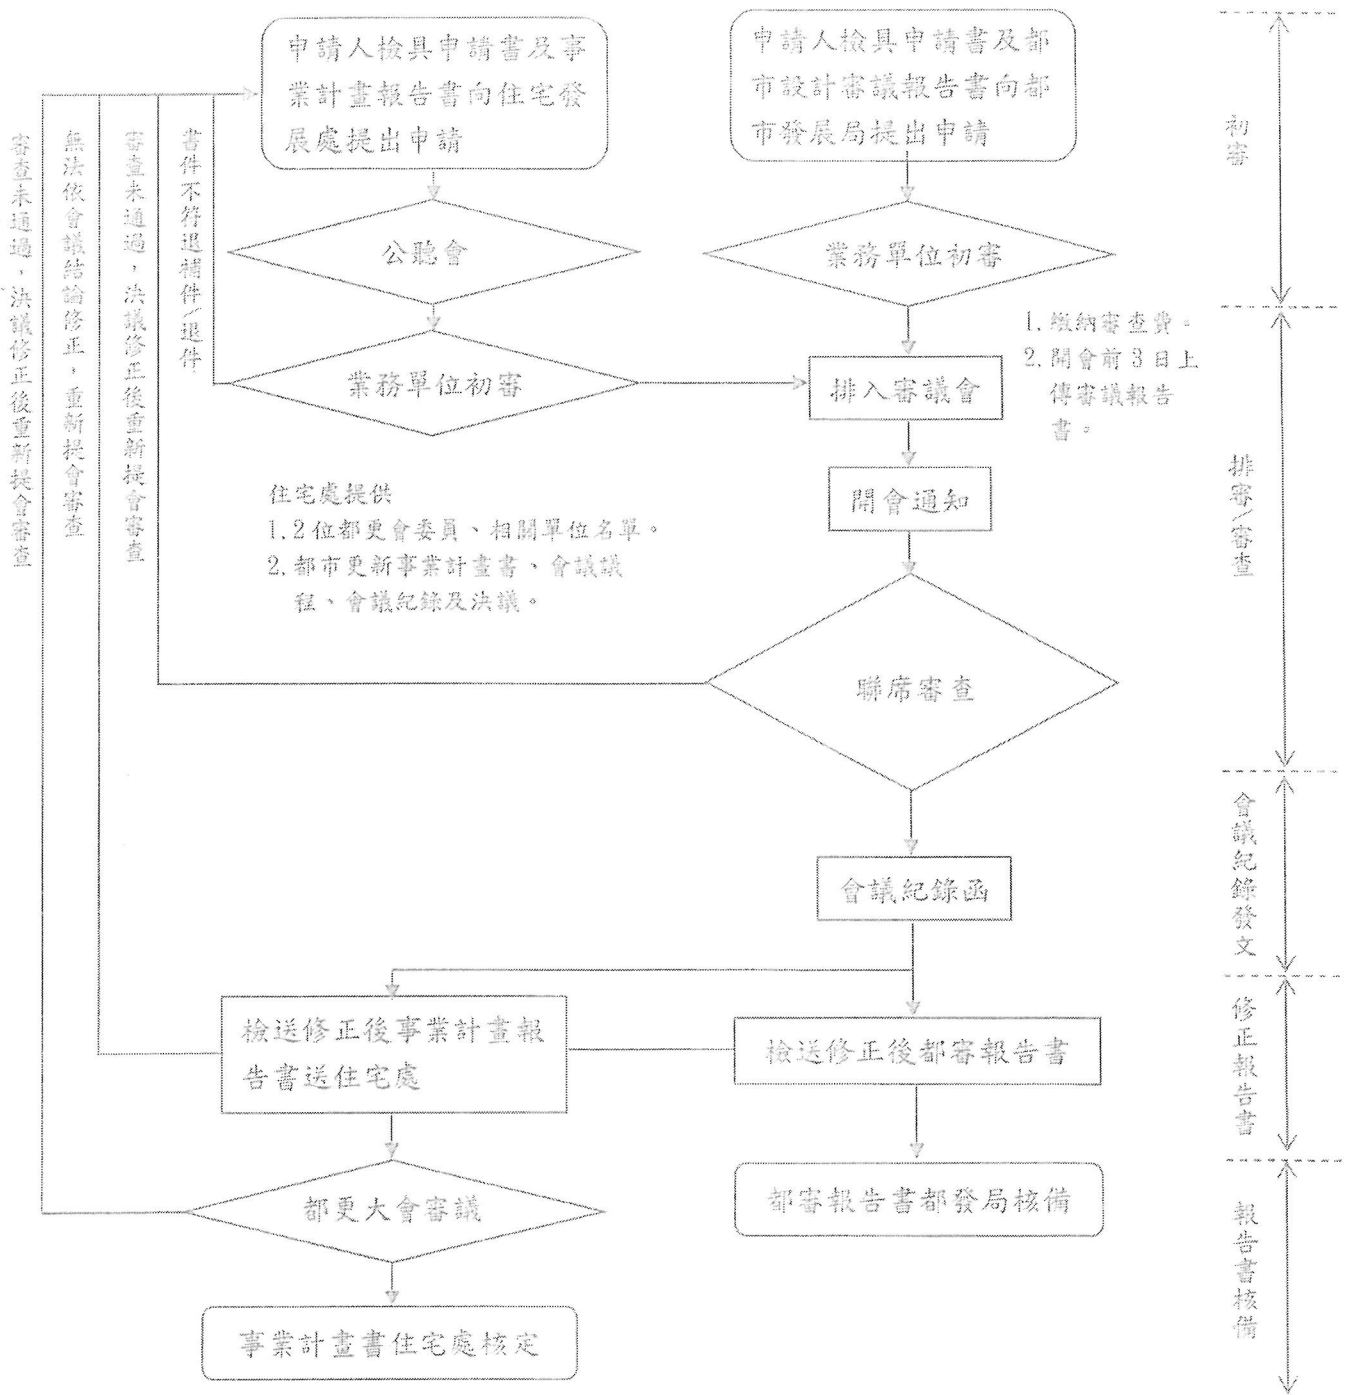 申請人檢具申請書及事
業計畫報告書向住宅發
展處提出申請
申請人檢具申請書及都
市設計審議報告書向都
市發展局提出申請
初審
公聽會
業務單位初審
業務單位初審
1. 繳納審查費。
2. 開會前3日上
傳審議報告
書。
排入審議會
開會通知
住宅處提供
1. 2位都更會委員、相關單位名單。
2. 都市更新事業計畫書、會議議
程、會議紀錄及決議。
排審/審查
聯席審查
書件不符退補件/退件
審查未通過,決議修正後重新提會審查
無法依會議結論修正,重新提會審查
審查未通過,決議修正後重新提會審查
會議紀錄函
會議紀錄發文
檢送修正後事業計畫報
告書送住宅處
檢送修正後都審報告書
修正報告書
都更大會審議
都審報告書都發局核備
事業計畫書住宅處核定
報告書核備